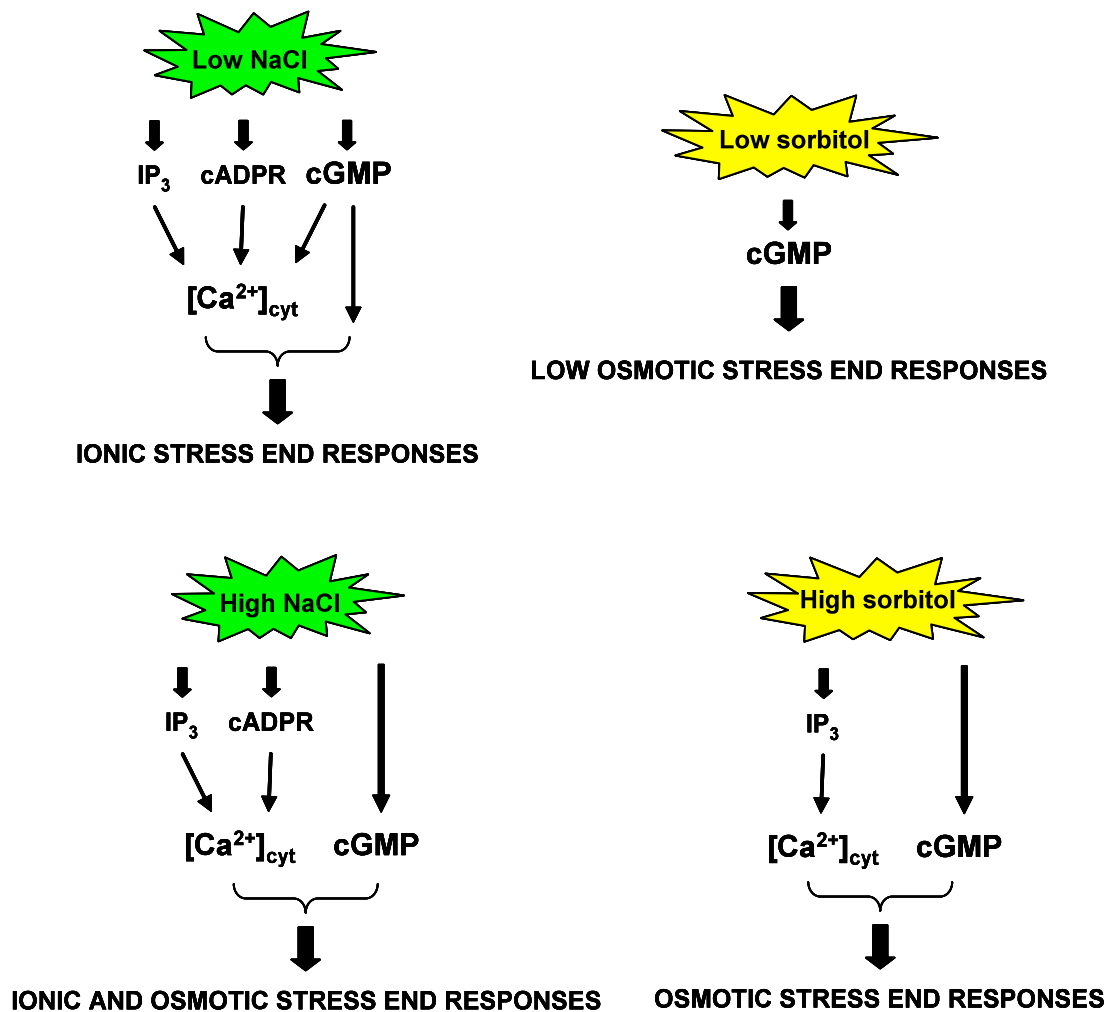 Low NaCl
IP₃ cADPR cGMP
[Ca²⁺]cyt
IONIC STRESS END RESPONSES
Low sorbitol
cGMP
LOW OSMOTIC STRESS END RESPONSES
High NaCl
IP₃ cADPR
[Ca²⁺]cyt cGMP
IONIC AND OSMOTIC STRESS END RESPONSES
High sorbitol
IP₃
[Ca²⁺]cyt cGMP
OSMOTIC STRESS END RESPONSES